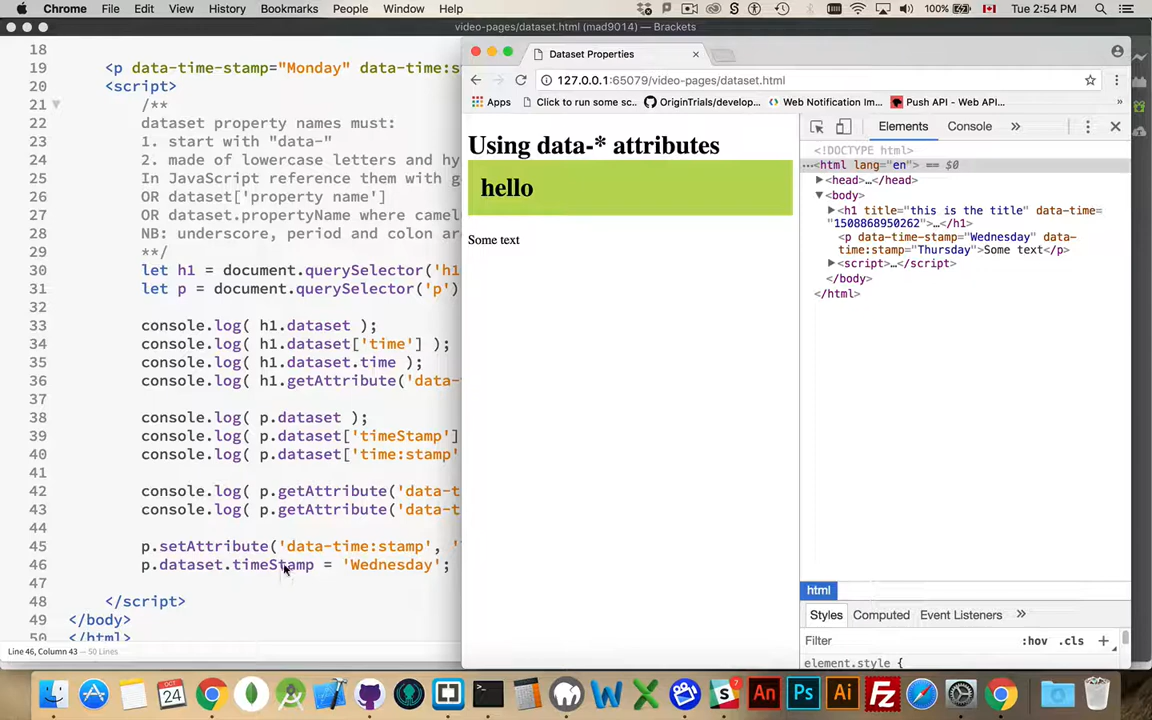 Chrome File Edit View History Bookmarks People Window Help 100% Tue 2:54 PM
video-pages/dataset.html (mad9014) — Brackets
18
19 <p data-time-stamp="Monday" data-time:s
20 <script>
21 /**
22 dataset property names must:
23 1. start with "data-"
24 2. made of lowercase letters and hy
25 In JavaScript reference them with g
26 OR dataset['property name']
27 OR dataset.propertyName where camel
28 NB: underscore, period and colon ar
29 **/
30 let h1 = document.querySelector('h1
31 let p = document.querySelector('p')
32
33 console.log( h1.dataset );
34 console.log( h1.dataset['time'] );
35 console.log( h1.dataset.time );
36 console.log( h1.getAttribute('data-
37
38 console.log( p.dataset );
39 console.log( p.dataset['timeStamp']
40 console.log( p.dataset['time:stamp'
41
42 console.log( p.getAttribute('data-t
43 console.log( p.getAttribute('data-t
44
45 p.setAttribute('data-time:stamp', '
46 p.dataset.timeStamp = 'Wednesday';
47
48 </script>
49 </body>
50 </html>
Line 46, Column 43 — 50 Lines
Dataset Properties
127.0.0.1:65079/video-pages/dataset.html
Apps Click to run some sc.. OriginTrials/develop... Web Notification Im... Push API - Web API... »
Using data-* attributes
hello
Some text
Elements Console »
<!DOCTYPE html>
...<html lang="en"> == $0
<head>…</head>
<body>
<h1 title="this is the title" data-time=
"1508868950262">…</h1>
<p data-time-stamp="Wednesday" data-
time:stamp="Thursday">Some text</p>
<script>…</script>
</body>
</html>
html
Styles Computed Event Listeners »
Filter :hov .cls +
element.style {
OCT
24
7
An Ps Ai FZ